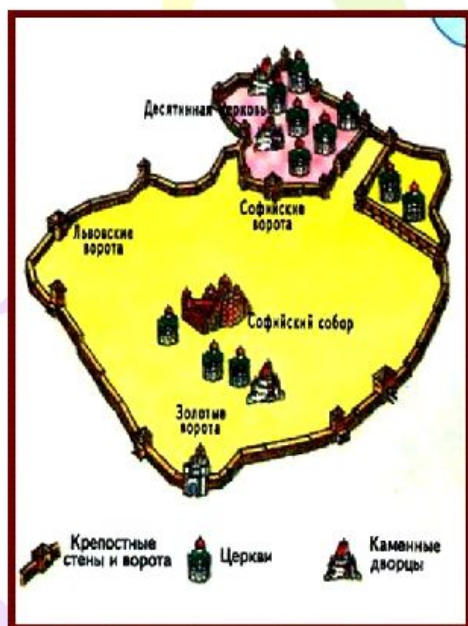 Десятинная церковь
Софийские
ворота
Львовские
ворота
Софийский собор
Золотые
ворота
Крепостные
стены и ворота
Церкви
Каменные
дворцы